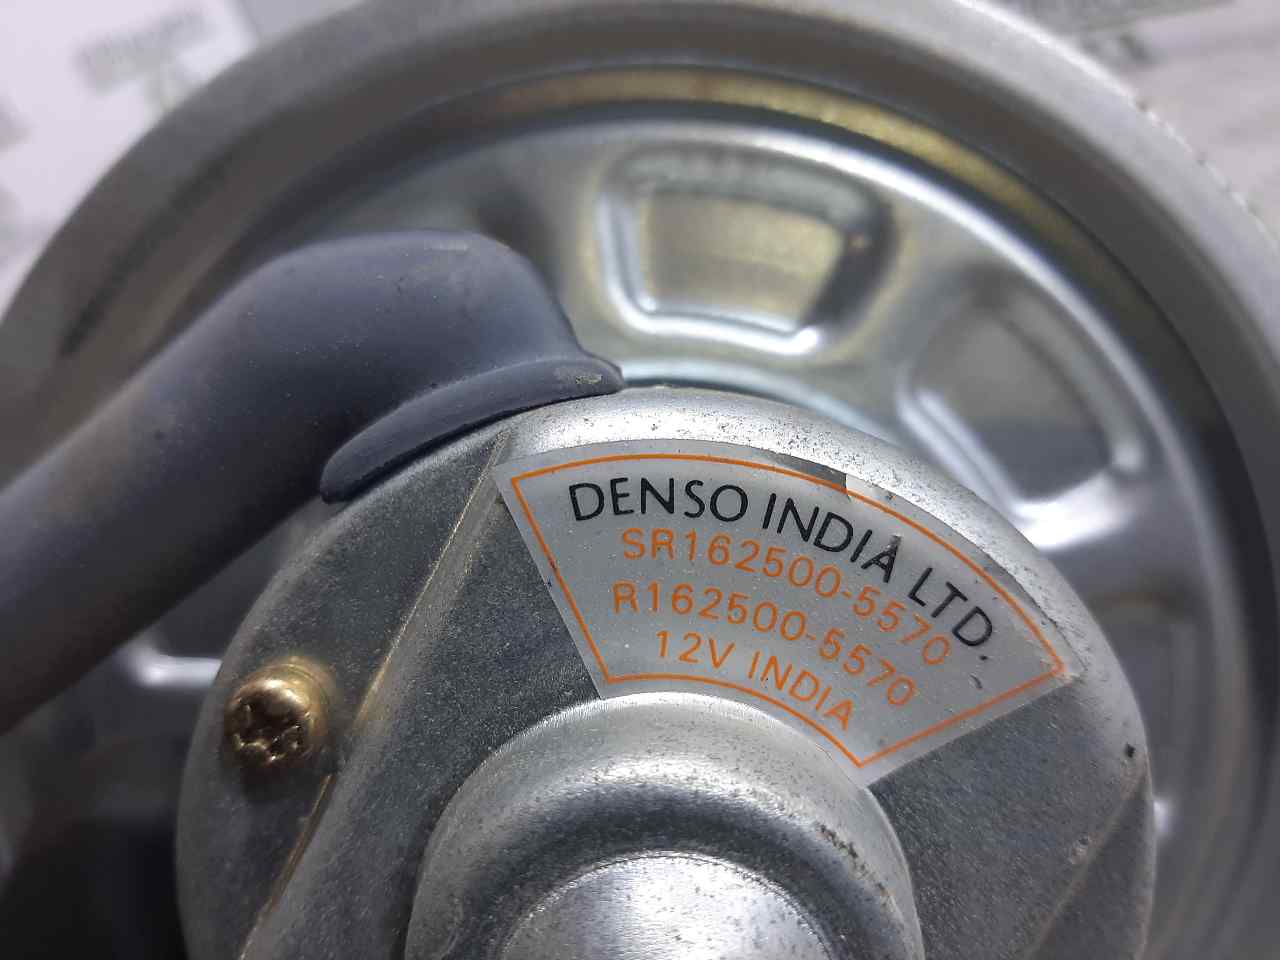 DENSO INDIA LTD.
SR162500-5570
R162500-5570
12V INDIA